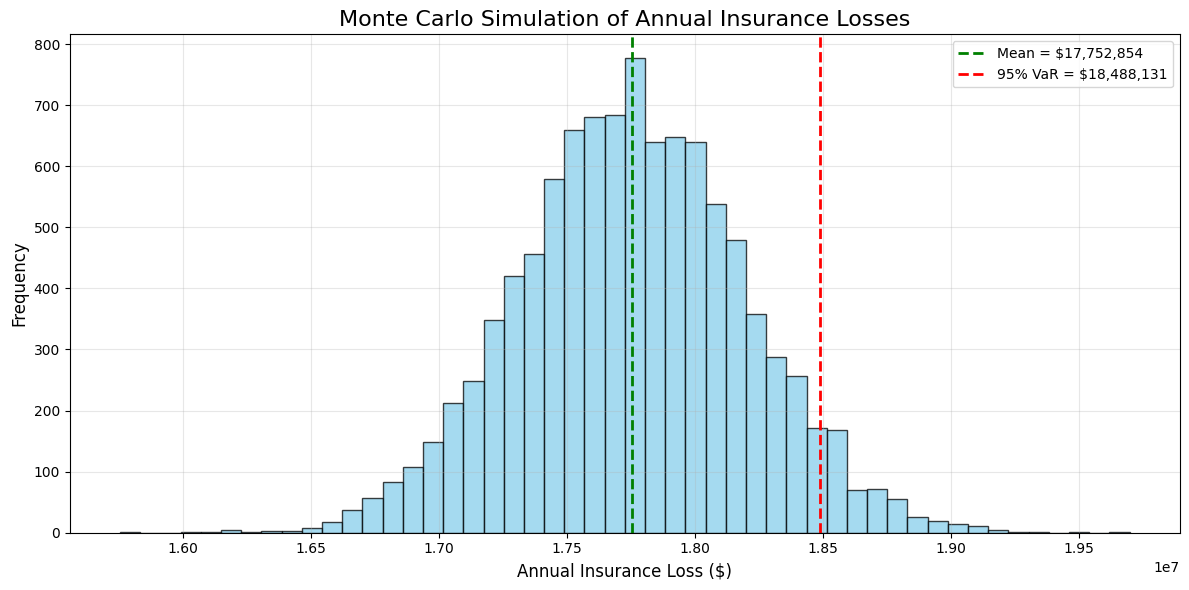 Monte Carlo Simulation of Annual Insurance Losses
Mean = $17,752,854
95% VaR = $18,488,131
Frequency
800
700
600
500
400
300
200
100
0
1.60 1.65 1.70 1.75 1.80 1.85 1.90 1.95
1e7
Annual Insurance Loss ($)